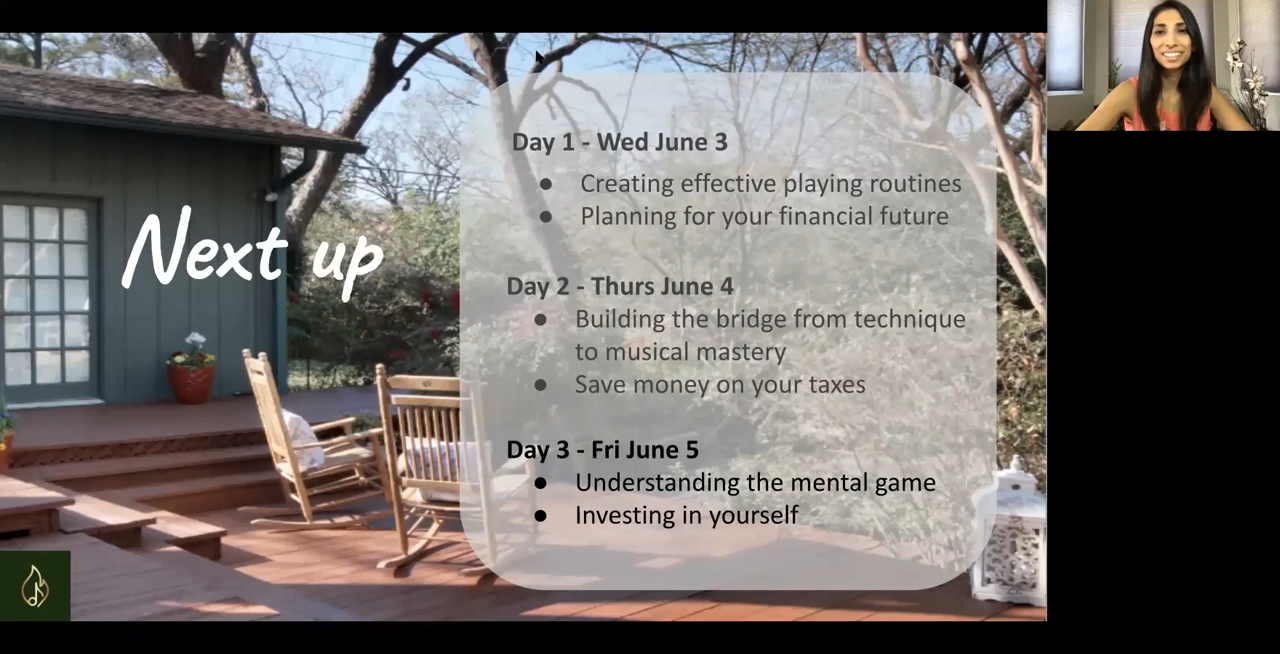 Next up
Day 1 - Wed June 3
● Creating effective playing routines
● Planning for your financial future
Day 2 - Thurs June 4
● Building the bridge from technique
to musical mastery
● Save money on your taxes
Day 3 - Fri June 5
● Understanding the mental game
● Investing in yourself